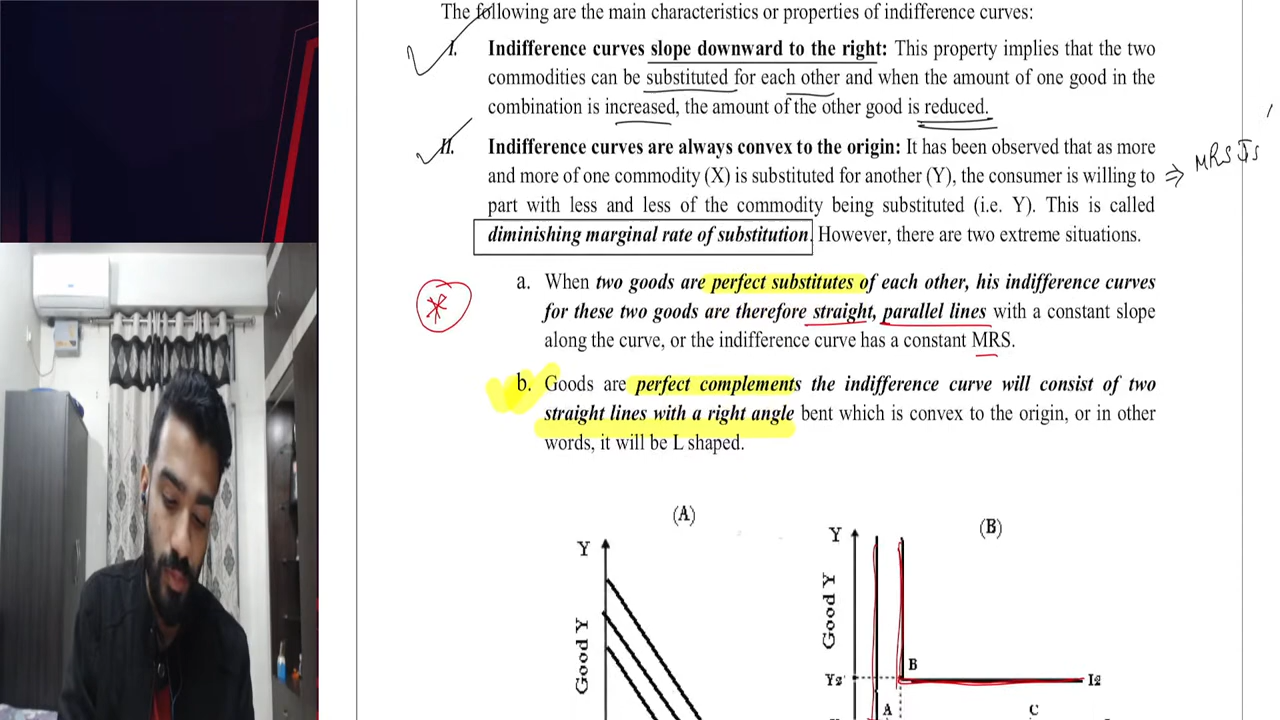 The following are the main characteristics or properties of indifference curves:
I. Indifference curves slope downward to the right: This property implies that the two
commodities can be substituted for each other and when the amount of one good in the
combination is increased, the amount of the other good is reduced.
II. Indifference curves are always convex to the origin: It has been observed that as more
and more of one commodity (X) is substituted for another (Y), the consumer is willing to
part with less and less of the commodity being substituted (i.e. Y). This is called
diminishing marginal rate of substitution. However, there are two extreme situations.
⇒ MRS ↓s
a. When two goods are perfect substitutes of each other, his indifference curves
for these two goods are therefore straight, parallel lines with a constant slope
along the curve, or the indifference curve has a constant MRS.
b. Goods are perfect complements the indifference curve will consist of two
straight lines with a right angle bent which is convex to the origin, or in other
words, it will be L shaped.
(A)
Y
Good Y
(B)
Y
Good Y
B
Y2
I2
A
C